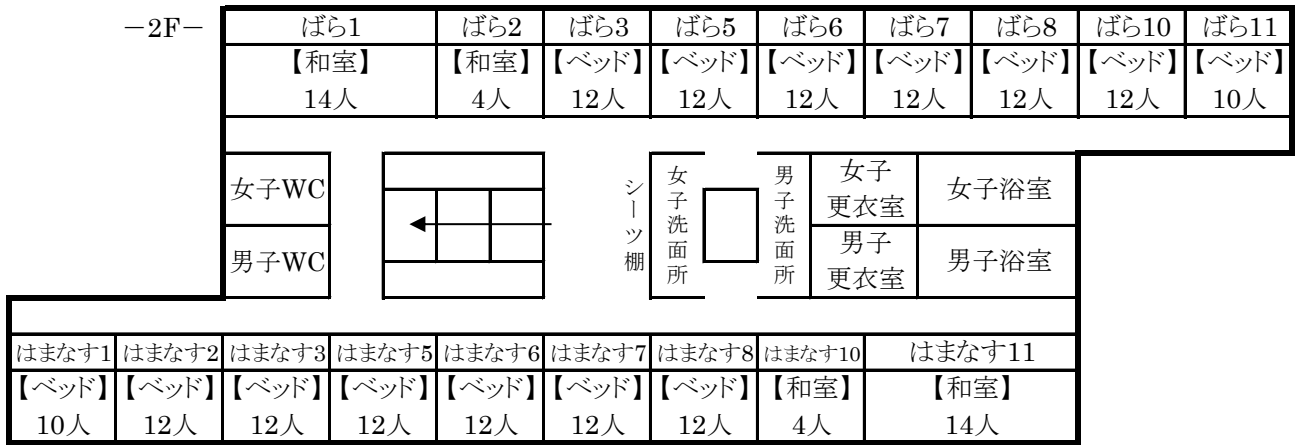 －2F－
ばら1 ばら2 ばら3 ばら5 ばら6 ばら7 ばら8 ばら10 ばら11
【和室】 【和室】 【ベッド】 【ベッド】 【ベッド】 【ベッド】 【ベッド】 【ベッド】 【ベッド】
14人 4人 12人 12人 12人 12人 12人 12人 10人
女子WC
男子WC
シーツ棚
女子洗面所
男子洗面所
女子
更衣室
女子浴室
男子
更衣室
男子浴室
はまなす1 はまなす2 はまなす3 はまなす5 はまなす6 はまなす7 はまなす8 はまなす10 はまなす11
【ベッド】 【ベッド】 【ベッド】 【ベッド】 【ベッド】 【ベッド】 【ベッド】 【和室】 【和室】
10人 12人 12人 12人 12人 12人 12人 4人 14人